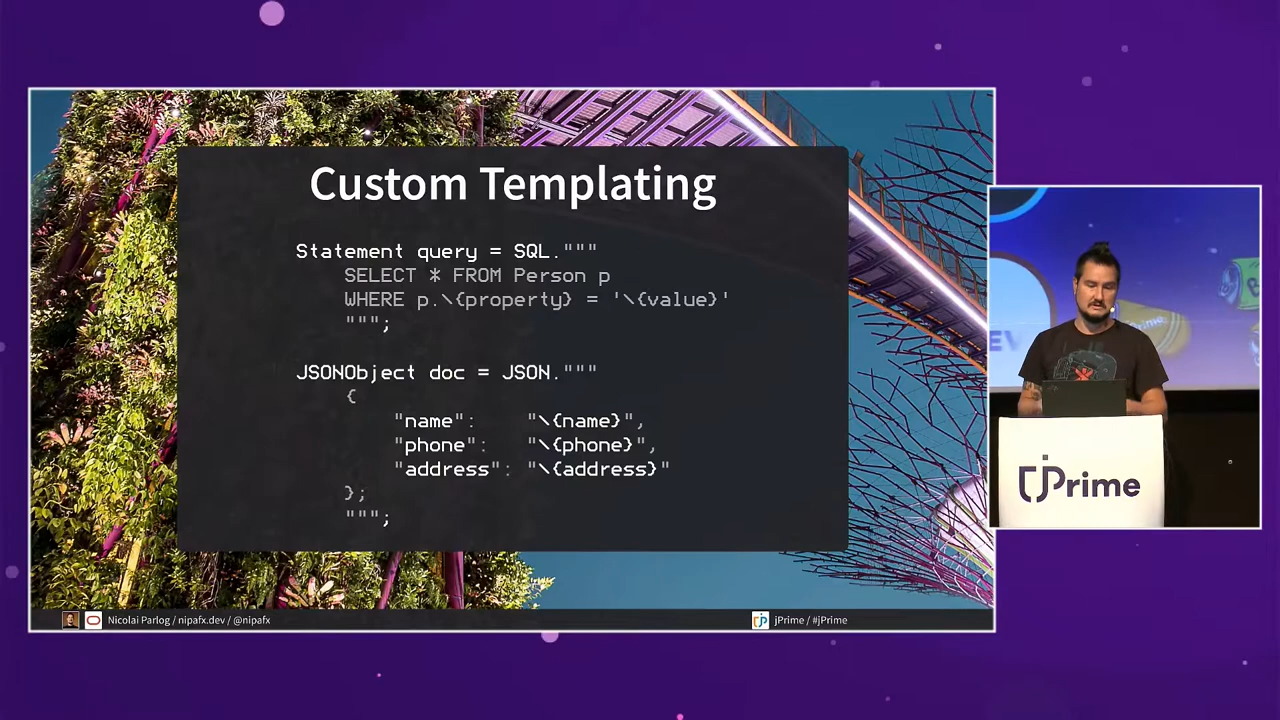 Custom Templating
Statement query = SQL."""
SELECT * FROM Person p
WHERE p.\{property} = '\{value}'
""";
JSONObject doc = JSON."""
{
"name": "\{name}",
"phone": "\{phone}",
"address": "\{address}"
};
""";
jPrime
Nicolai Parlog / nipafx.dev / @nipafx
jPrime / #jPrime